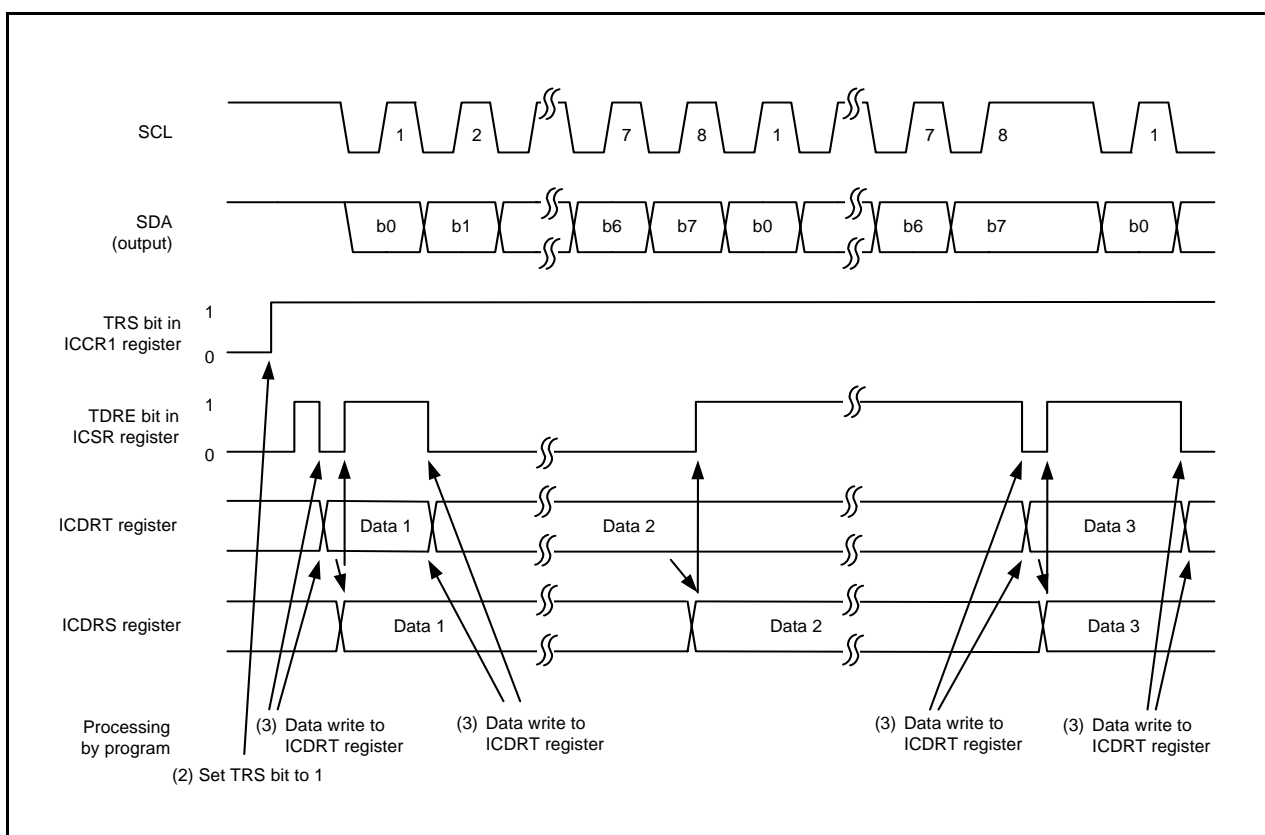 SCL
1 2 7 8 1 7 8 1
SDA
(output)
b0 b1 b6 b7 b0 b6 b7 b0
TRS bit in
ICCR1 register
1
0
TDRE bit in
ICSR register
1
0
ICDRT register
Data 1 Data 2 Data 3
ICDRS register
Data 1 Data 2 Data 3
Processing
by program
(3) Data write to
ICDRT register
(3) Data write to
ICDRT register
(3) Data write to
ICDRT register
(3) Data write to
ICDRT register
(2) Set TRS bit to 1